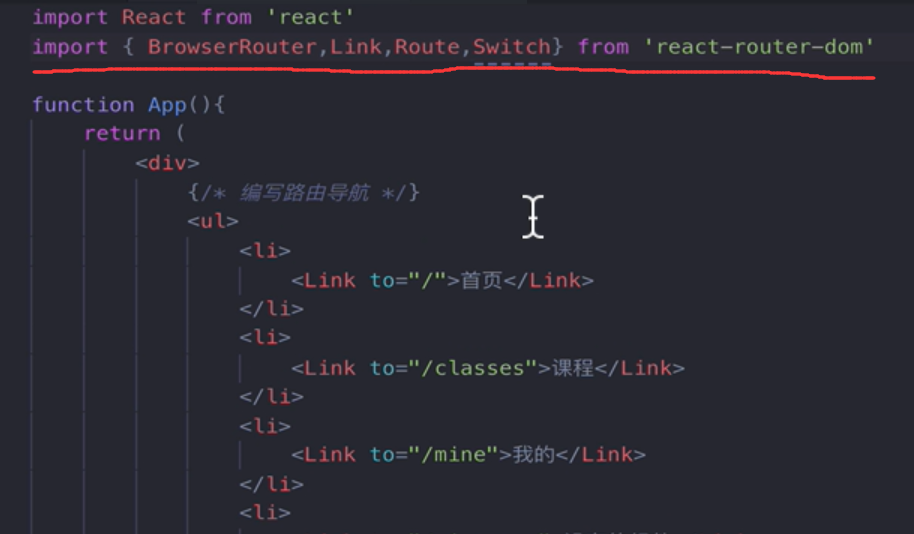 import React from 'react'
import { BrowserRouter,Link,Route,Switch} from 'react-router-dom'
function App(){
return (
<div>
{/* 编写路由导航 */}
<ul>
<li>
<Link to="/">首页</Link>
</li>
<li>
<Link to="/classes">课程</Link>
</li>
<li>
<Link to="/mine">我的</Link>
</li>
<li>